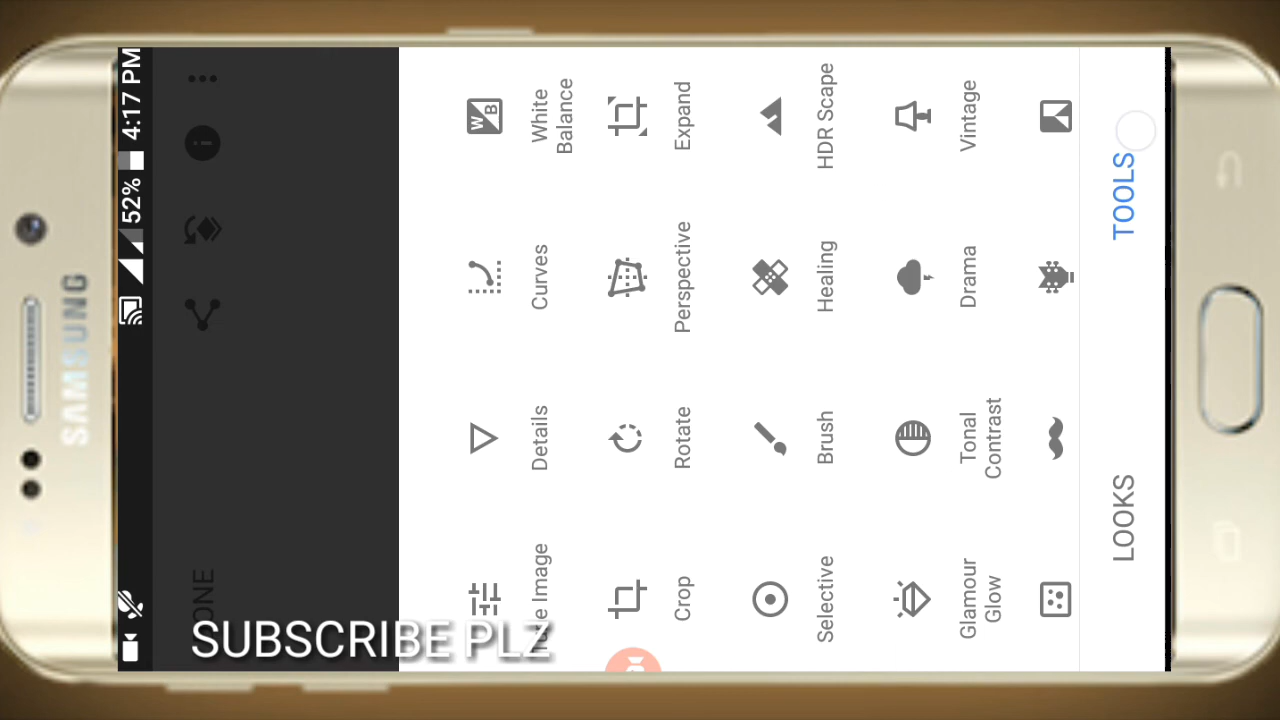 52% 4:17 PM
SAMSUNG
Image Details Curves White
Balance
Crop Rotate Perspective Expand
Selective Brush Healing HDR Scape
Glamour
Glow
Tonal
Contrast
Drama Vintage
LOOKS TOOLS
SUBSCRIBE PLZ